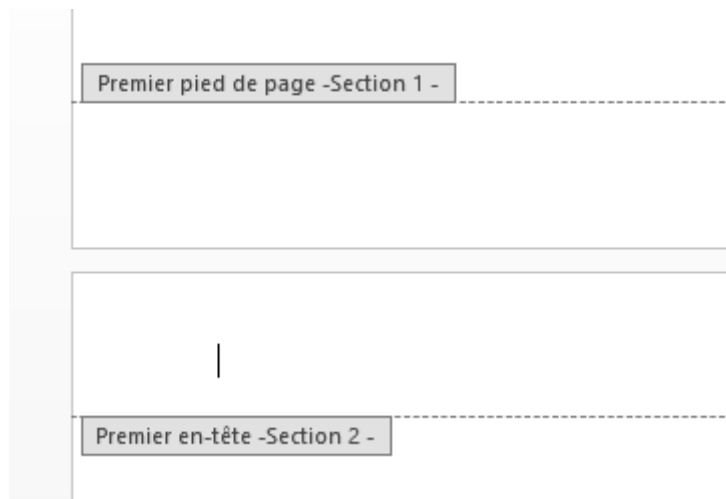 Premier pied de page -Section 1 -
Premier en-tête -Section 2 -